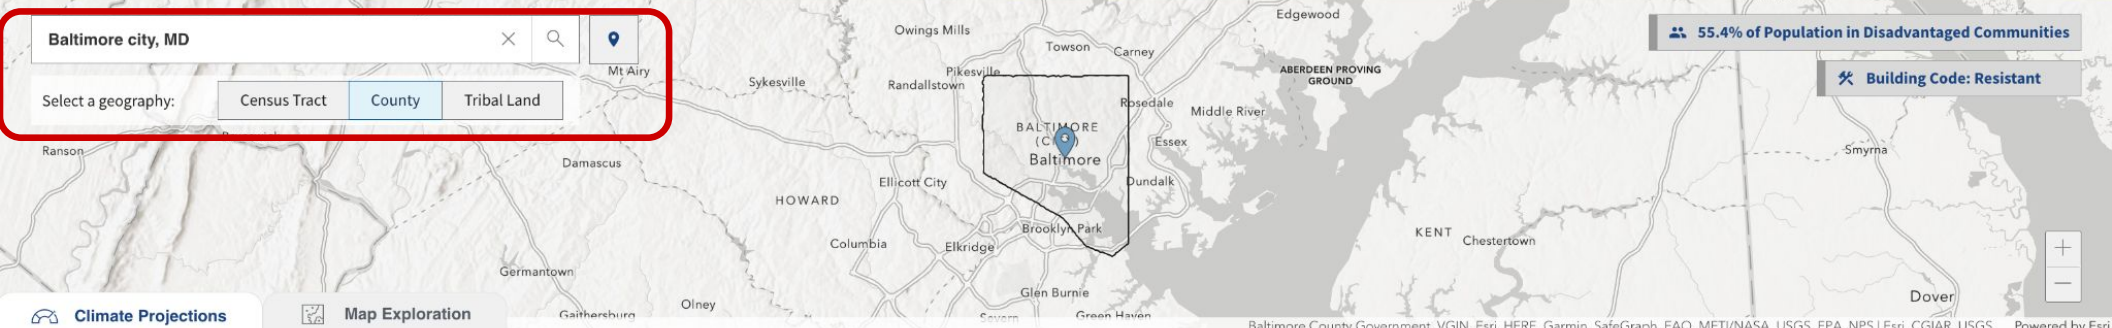 Baltimore city, MD
Select a geography:
Census Tract
County
Tribal Land
55.4% of Population in Disadvantaged Communities
Building Code: Resistant
Edgewood
Owings Mills
Towson
Carney
Mt Airy
Sykesville
Pikesville
Randallstown
ABERDEEN PROVING
GROUND
Rosedale
Middle River
BALTIMORE
Baltimore
Essex
Ranson
Damascus
Smyrna
Ellicott City
Dundalk
HOWARD
Brooklyn Park
KENT
Chestertown
Columbia
Elkridge
Germantown
Glen Burnie
Dover
Olney
Gaithersburg
Severn
Green Haven
Climate Projections
Map Exploration
Baltimore County Government, VGIN, Esri, HERE, Garmin, SafeGraph, FAO, METI/NASA, USGS, EPA, NPS | Esri, CGIAR, USGS
Powered by Esri